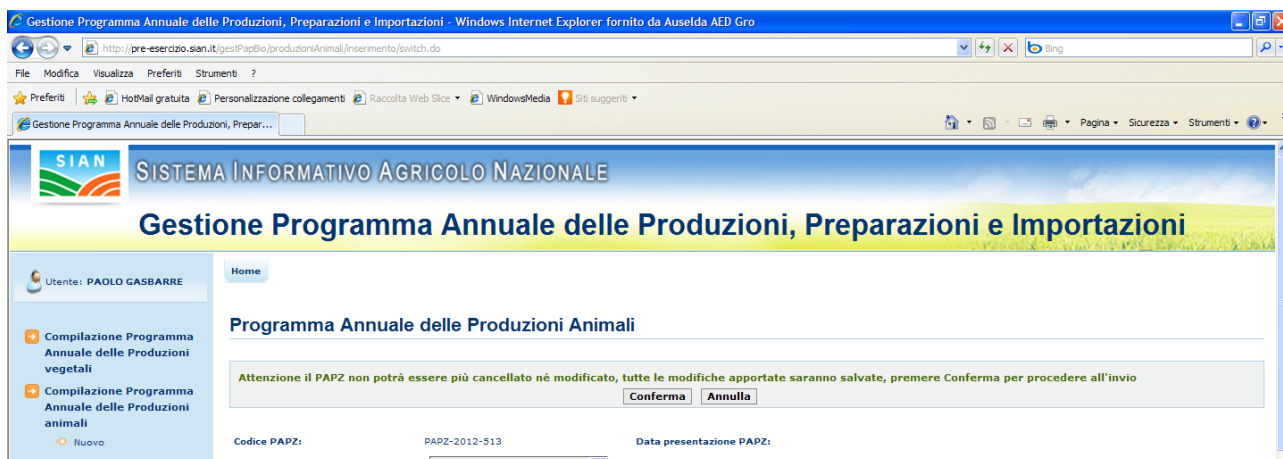 Gestione Programma Annuale delle Produzioni, Preparazioni e Importazioni - Windows Internet Explorer fornito da Auselda AED Gro
http://pre-esercizio.sian.it/gestPapBio/produzioniAnimali/inserimento/switch.do
Bing
File Modifica Visualizza Preferiti Strumenti ?
Preferiti HotMail gratuita Personalizzazione collegamenti Raccolta Web Slice WindowsMedia Siti suggeriti
Gestione Programma Annuale delle Produzioni, Prepar...
Pagina Sicurezza Strumenti
SIAN
SISTEMA INFORMATIVO AGRICOLO NAZIONALE
Gestione Programma Annuale delle Produzioni, Preparazioni e Importazioni
Utente: PAOLO GASBARRE
Home
Compilazione Programma
Annuale delle Produzioni
vegetali
Compilazione Programma
Annuale delle Produzioni
animali
Nuovo
Programma Annuale delle Produzioni Animali
Attenzione il PAPZ non potrà essere più cancellato né modificato, tutte le modifiche apportate saranno salvate, premere Conferma per procedere all'invio
Conferma Annulla
Codice PAPZ: PAPZ-2012-513 Data presentazione PAPZ: